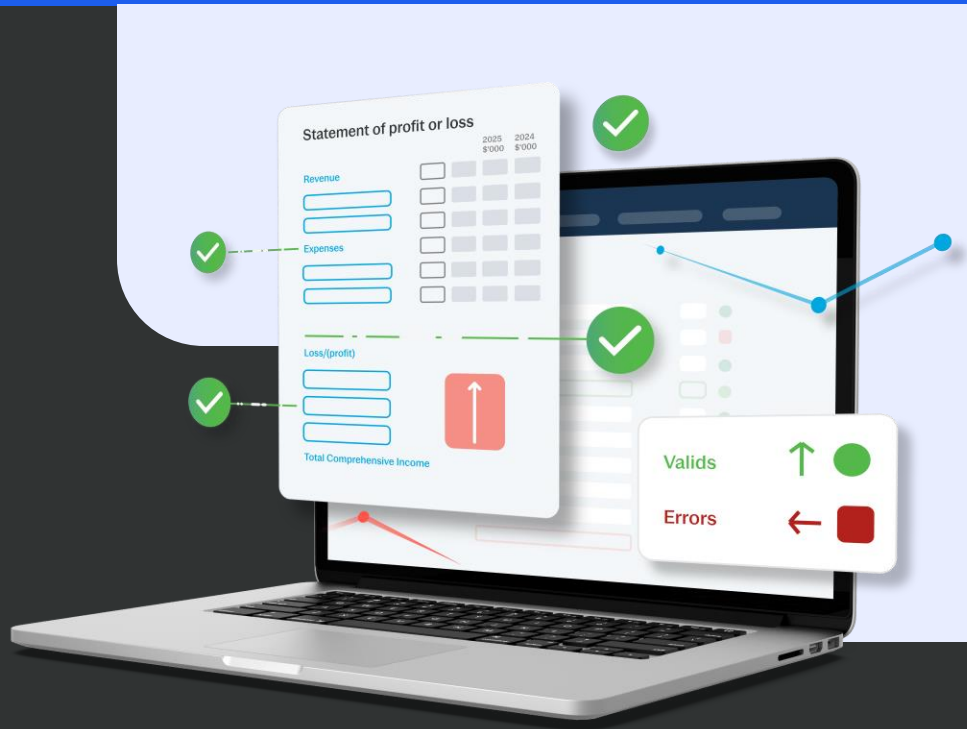 Statement of profit or loss
2025 2024
$'000 $'000
Revenue
Expenses
Loss/(profit)
Total Comprehensive Income
Valids
Errors